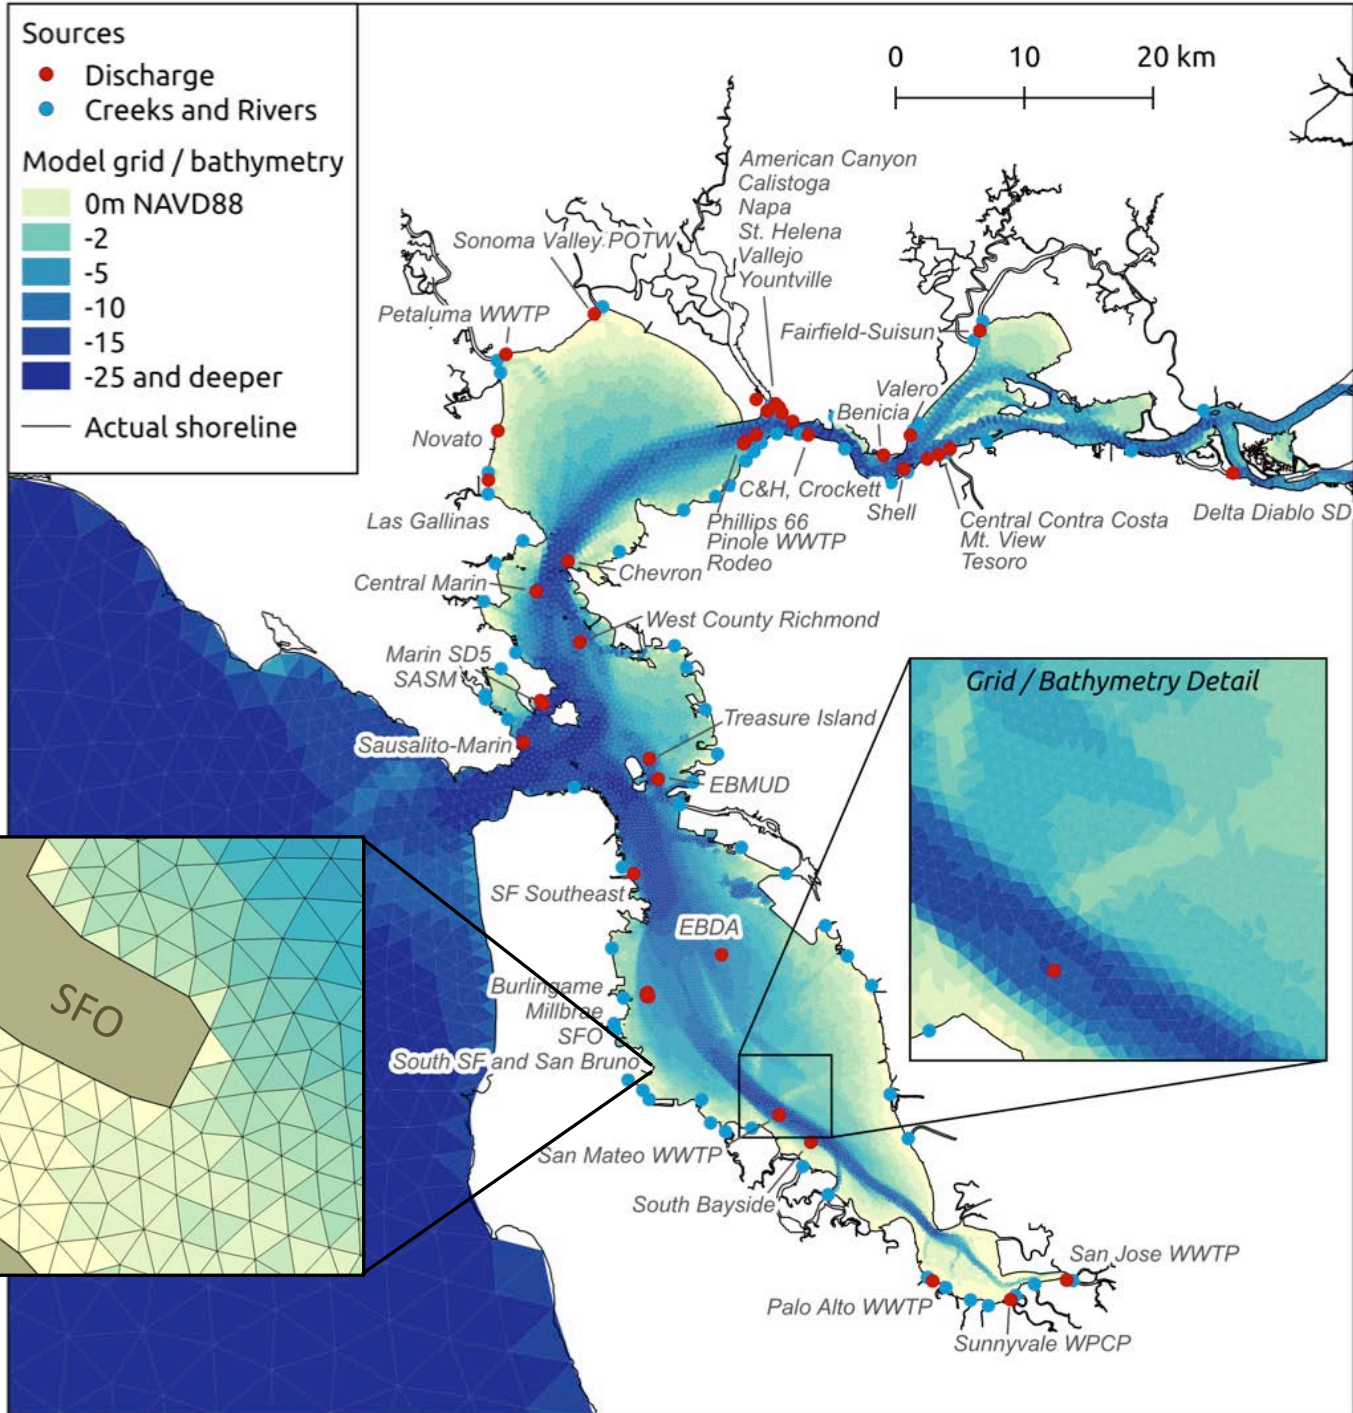 Sources
Discharge
Creeks and Rivers
Model grid / bathymetry
0m NAVD88
-2
-5
-10
-15
-25 and deeper
Actual shoreline
0 10 20 km
American Canyon
Calistoga
Napa
St. Helena
Vallejo
Yountville
Sonoma Valley POTW
Petaluma WWTP
Fairfield-Suisun
Valero
Benicia
Novato
C&H, Crockett
Las Gallinas
Shell
Delta Diablo SD
Phillips 66
Pinole WWTP
Rodeo
Central Contra Costa
Mt. View
Tesoro
Chevron
Central Marin
West County Richmond
Marin SD5
SASM
Grid / Bathymetry Detail
Treasure Island
Sausalito-Marin
EBMUD
SF Southeast
EBDA
Burlingame
Millbrae
SFO
South SF and San Bruno
SFO
San Mateo WWTP
South Bayside
San Jose WWTP
Palo Alto WWTP
Sunnyvale WPCP